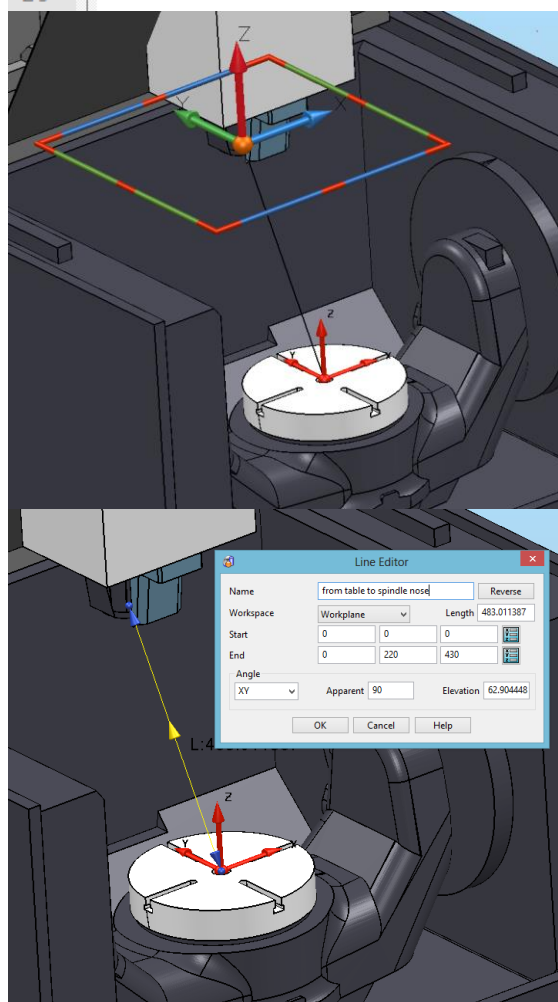 Z
Y
X
Z
Y
X
Line Editor
Name from table to spindle nose Reverse
Workspace Workplane Length 483.011387
Start 0 0 0
End 0 220 430
Angle
XY Apparent 90 Elevation 62.904448
OK Cancel Help
Z
Y
X